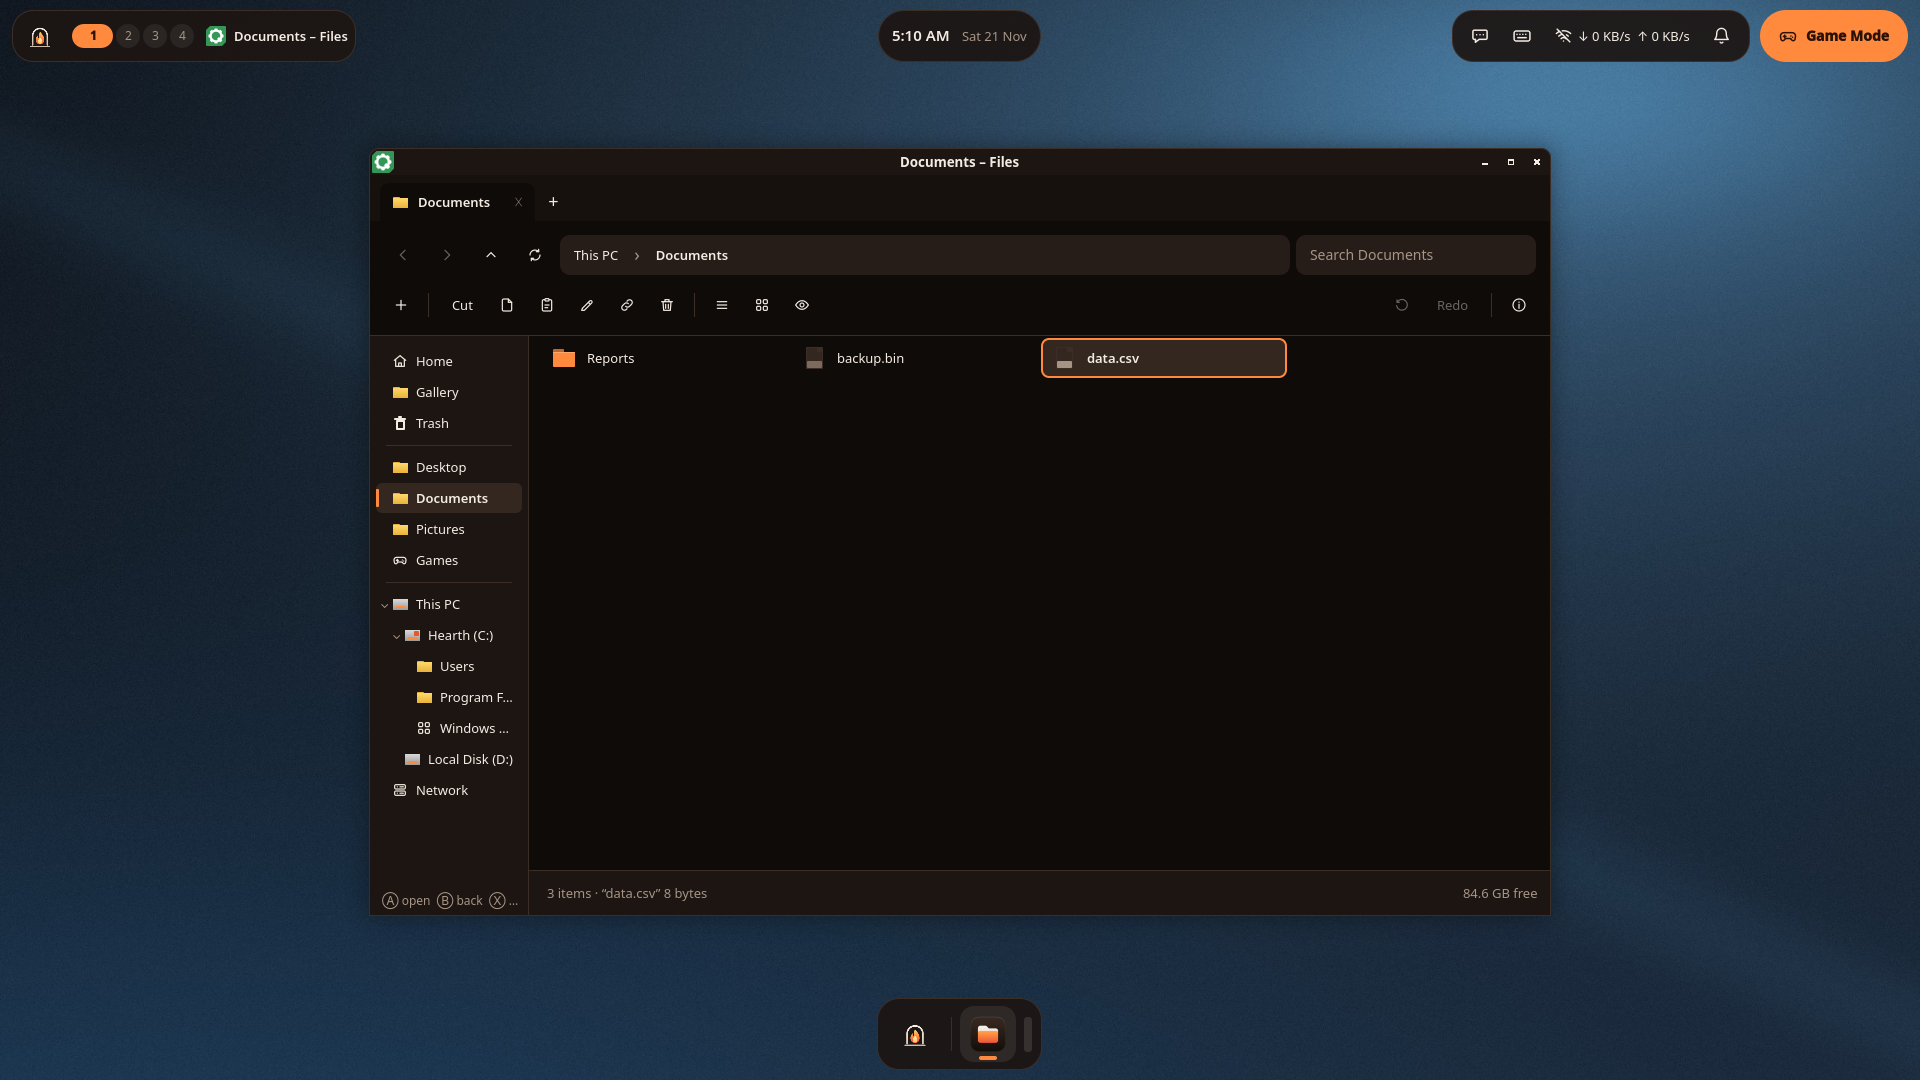 1 2 3 4 Documents – Files
5:10 AM Sat 21 Nov
↓ 0 KB/s ↑ 0 KB/s
Game Mode
Documents – Files
Documents X +
This PC › Documents
Search Documents
Cut
Redo
Home
Gallery
Trash
Desktop
Documents
Pictures
Games
This PC
Hearth (C:)
Users
Program F...
Windows ...
Local Disk (D:)
Network
A open B back X ...
Reports
backup.bin
data.csv
3 items · “data.csv” 8 bytes
84.6 GB free